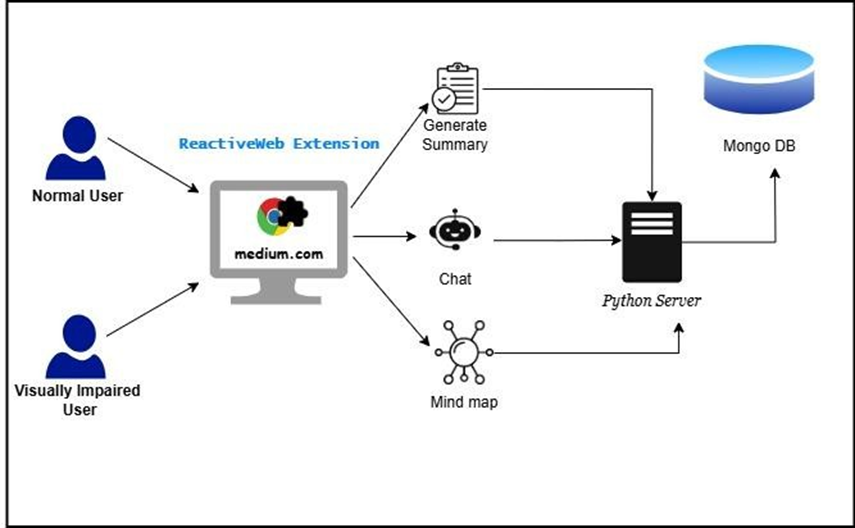 ReactiveWeb Extension
Normal User
medium.com
Visually Impaired
User
Generate
Summary
Chat
Mind map
Python Server
Mongo DB